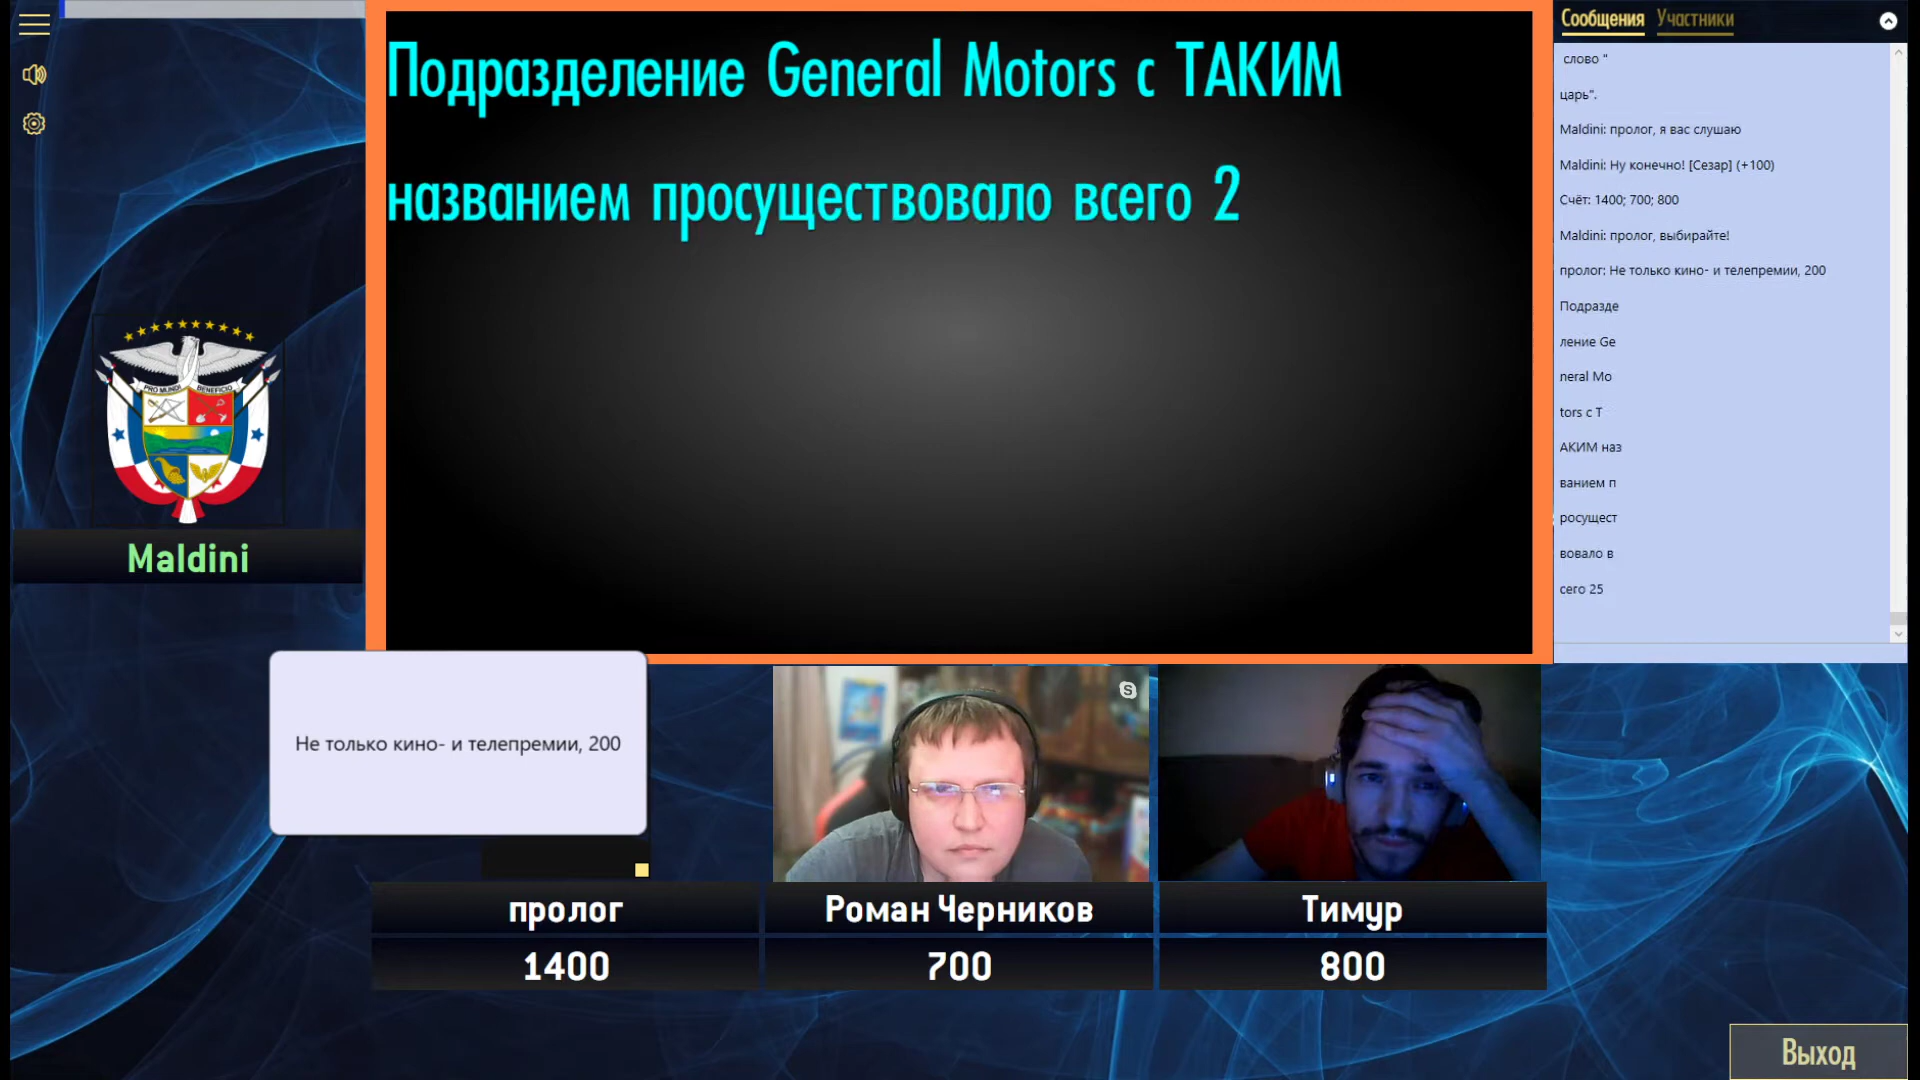 Подразделение General Motors с ТАКИМ
названием просуществовало всего 2
Сообщения
Участники
слово "
царь".
Maldini: пролог, я вас слушаю
Maldini: Ну конечно! [Сезар] (+100)
Счёт: 1400; 700; 800
Maldini: пролог, выбирайте!
пролог: Не только кино- и телепремии, 200
Подразде
ление Ge
neral Mo
tors с Т
АКИМ наз
ванием п
росущест
вовало в
сего 25
PRO MUNDI BENEFICIO
Maldini
Не только кино- и телепремии, 200
S
пролог
Роман Черников
Тимур
1400
700
800
Выход